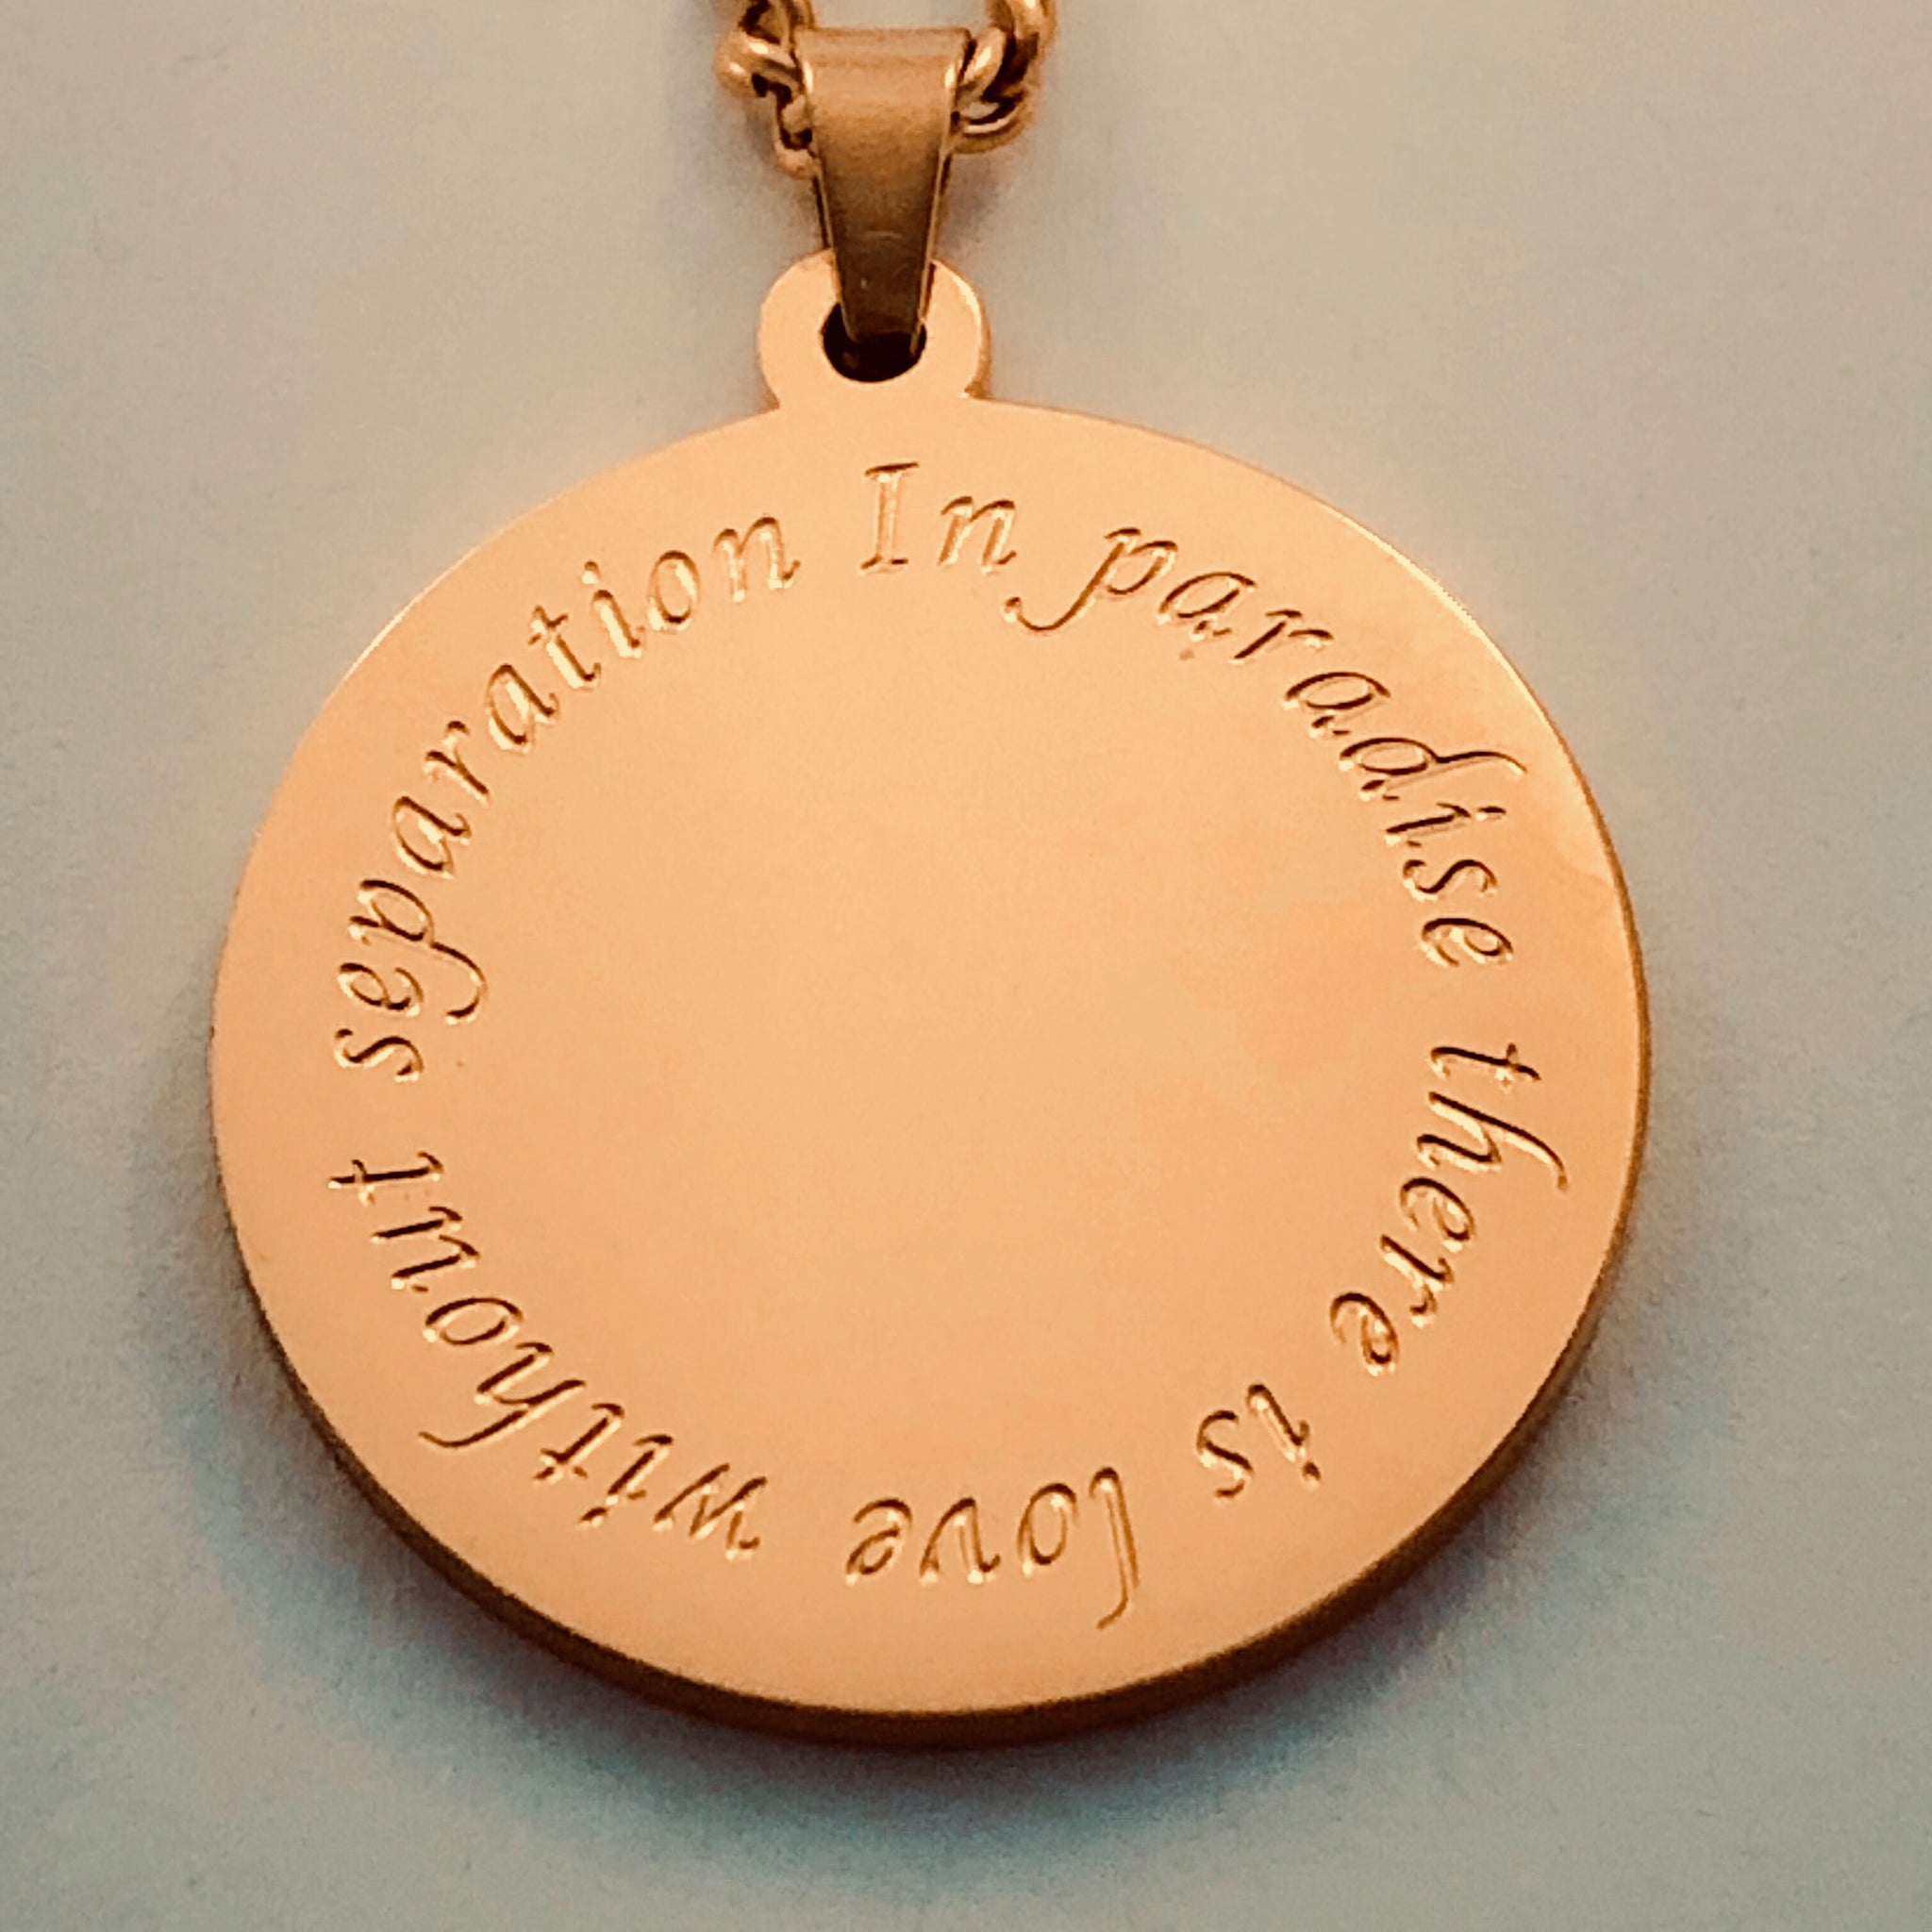 In paradise there is love without separation